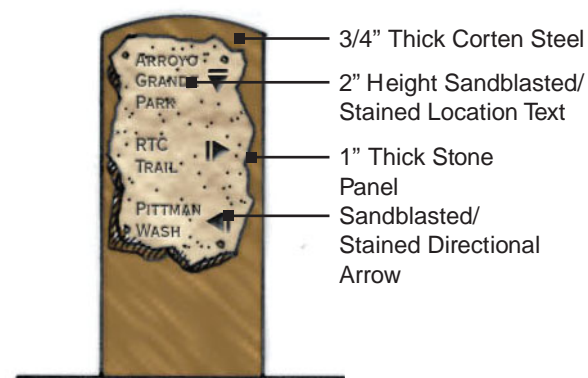 ARROYO
GRANDE
PARK
RTC
TRAIL
PITTMAN
WASH
3/4” Thick Corten Steel
2” Height Sandblasted/
Stained Location Text
1” Thick Stone
Panel
Sandblasted/
Stained Directional
Arrow